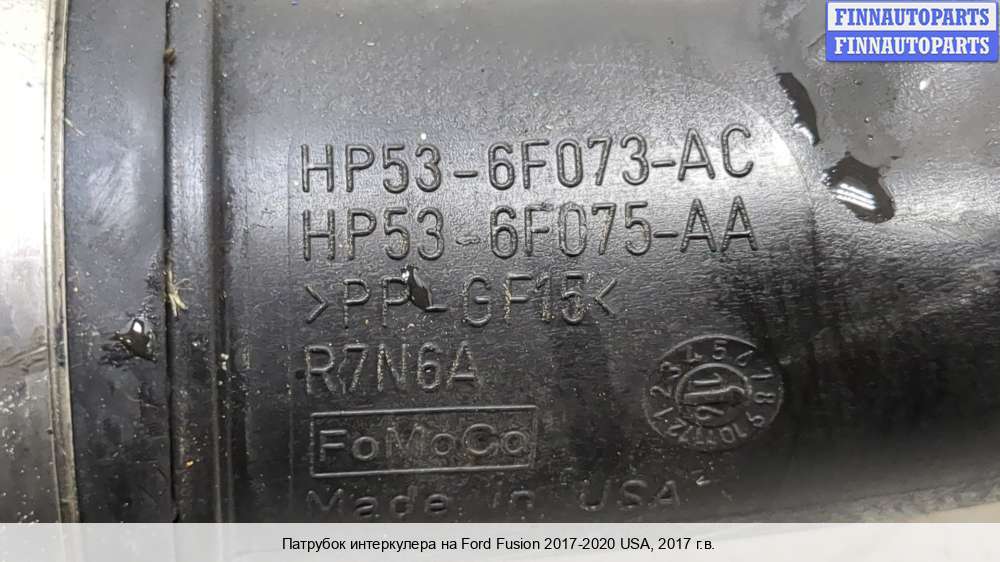 FINNAUTOPARTS
FINNAUTOPARTS
HP53-6F073-AC
HP53-6F075-AA
>PP-GF15<
R7N6A
FoMoCo
Made in USA
Патрубок интеркулера на Ford Fusion 2017-2020 USA, 2017 г.в.